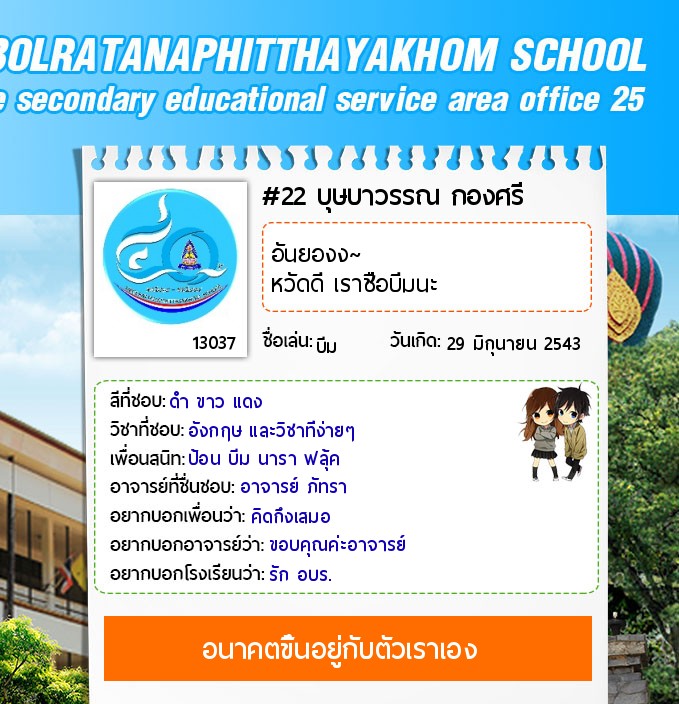 BOLRATANAPHITTHAYAKHOM SCHOOL
e secondary educational service area office 25
#22 บุษบาวรรณ กองศรี
อันยองง~
หวัดดี เราชื่อบีมนะ
13037
ชื่อเล่น: บีม
วันเกิด: 29 มิถุนายน 2543
สีที่ชอบ: ดำ ขาว แดง
วิชาที่ชอบ: อังกฤษ และวิชาที่ง่ายๆ
เพื่อนสนิท: ป้อน บีม นารา ฟลุ้ค
อาจารย์ที่ชื่นชอบ: อาจารย์ ภัทรา
อยากบอกเพื่อนว่า: คิดถึงเสมอ
อยากบอกอาจารย์ว่า: ขอบคุณค่ะอาจารย์
อยากบอกโรงเรียนว่า: รัก อบร.
อนาคตขึ้นอยู่กับตัวเราเอง